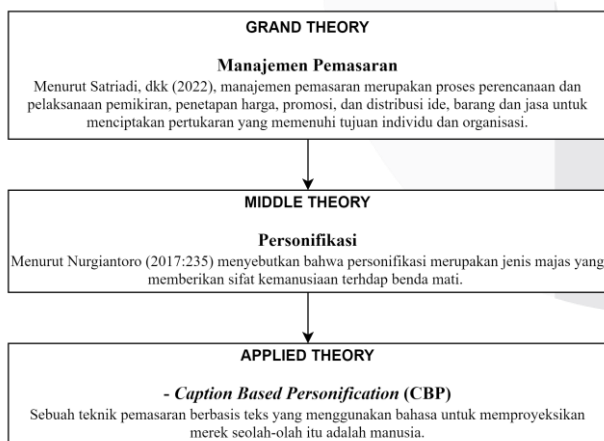 GRAND THEORY
Manajemen Pemasaran
Menurut Satriadi, dkk (2022), manajemen pemasaran merupakan proses perencanaan dan
pelaksanaan pemikiran, penetapan harga, promosi, dan distribusi ide, barang dan jasa untuk
menciptakan pertukaran yang memenuhi tujuan individu dan organisasi.
MIDDLE THEORY
Personifikasi
Menurut Nurgiantoro (2017:235) menyebutkan bahwa personifikasi merupakan jenis majas yang
memberikan sifat kemanusiaan terhdap benda mati.
APPLIED THEORY
- Caption Based Personification (CBP)
Sebuah teknik pemasaran berbasis teks yang menggunakan bahasa untuk memproyeksikan
merek seolah-olah itu adalah manusia.